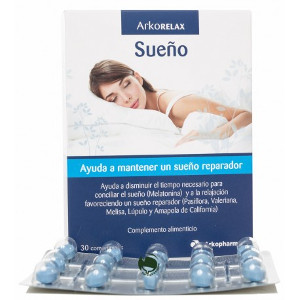 ArkoRELAX
Sueño
Ayuda a mantener un sueño reparador
Ayuda a disminuir el tiempo necesario para
conciliar el sueño (Melatonina) y a la relajación
favoreciendo un sueño reparador (Pasiflora, Valeriana,
Melisa, Lúpulo y Amapola de California)
Complemento alimenticio
30
Arkopharm